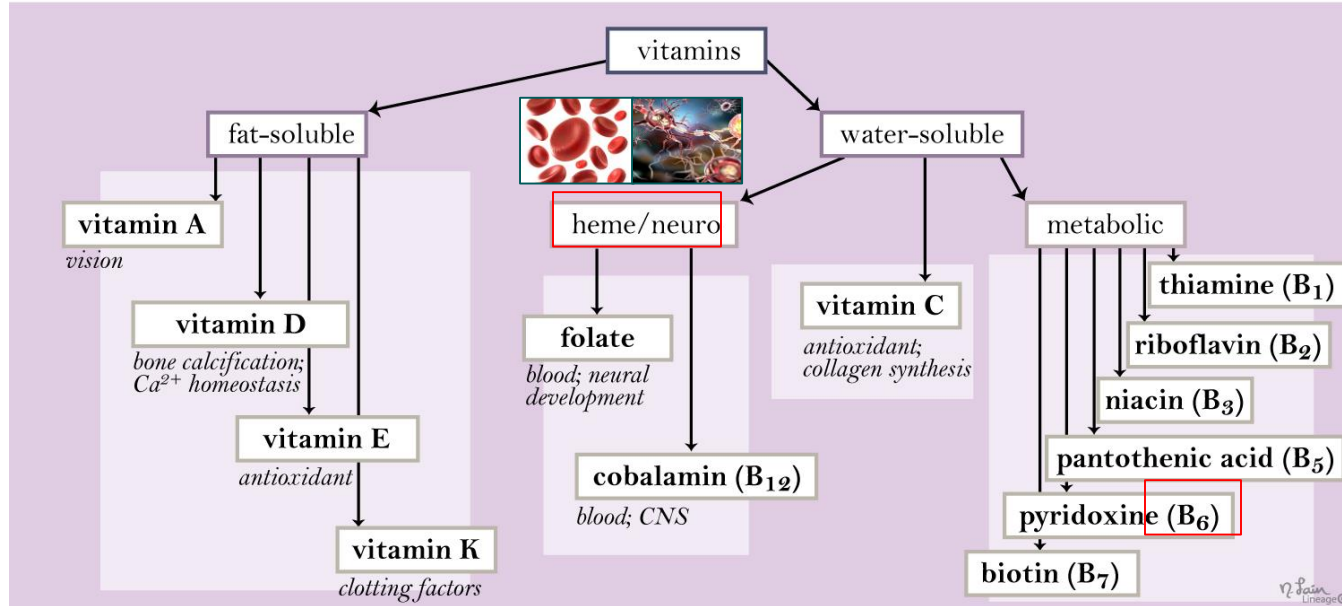 vitamins
fat-soluble
water-soluble
vitamin A
vision
vitamin D
bone calcification;
Ca²⁺ homeostasis
vitamin E
antioxidant
vitamin K
clotting factors
heme/neuro
folate
blood; neural
development
cobalamin (B₁₂)
blood; CNS
vitamin C
antioxidant;
collagen synthesis
metabolic
thiamine (B₁)
riboflavin (B₂)
niacin (B₃)
pantothenic acid (B₅)
pyridoxine (B₆)
biotin (B₇)
Lineage